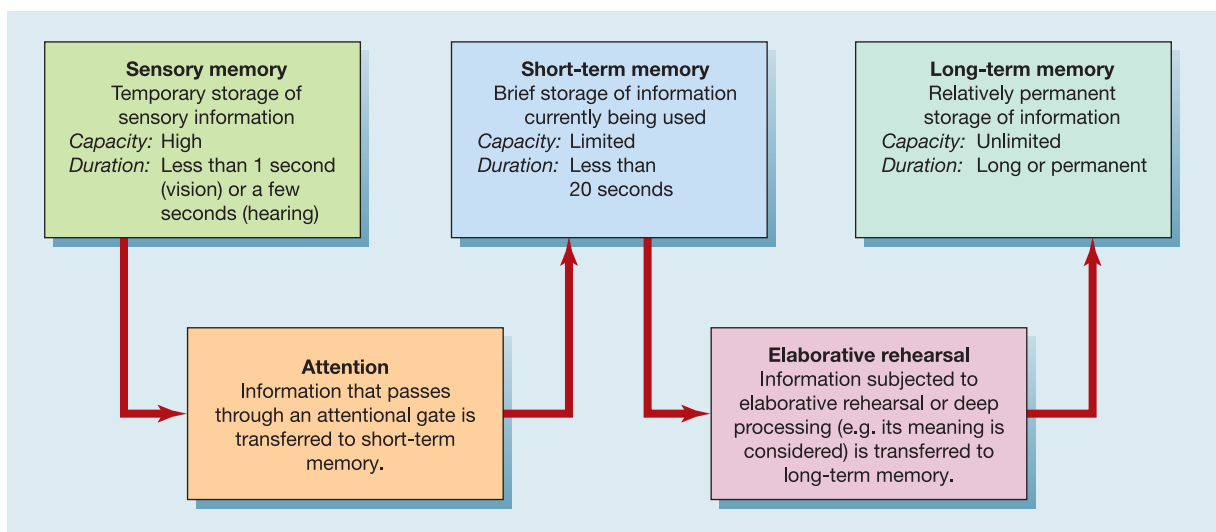 Sensory memory
Temporary storage of
sensory information
Capacity: High
Duration: Less than 1 second
(vision) or a few
seconds (hearing)
Short-term memory
Brief storage of information
currently being used
Capacity: Limited
Duration: Less than
20 seconds
Long-term memory
Relatively permanent
storage of information
Capacity: Unlimited
Duration: Long or permanent
Attention
Information that passes
through an attentional gate is
transferred to short-term
memory.
Elaborative rehearsal
Information subjected to
elaborative rehearsal or deep
processing (e.g. its meaning is
considered) is transferred to
long-term memory.